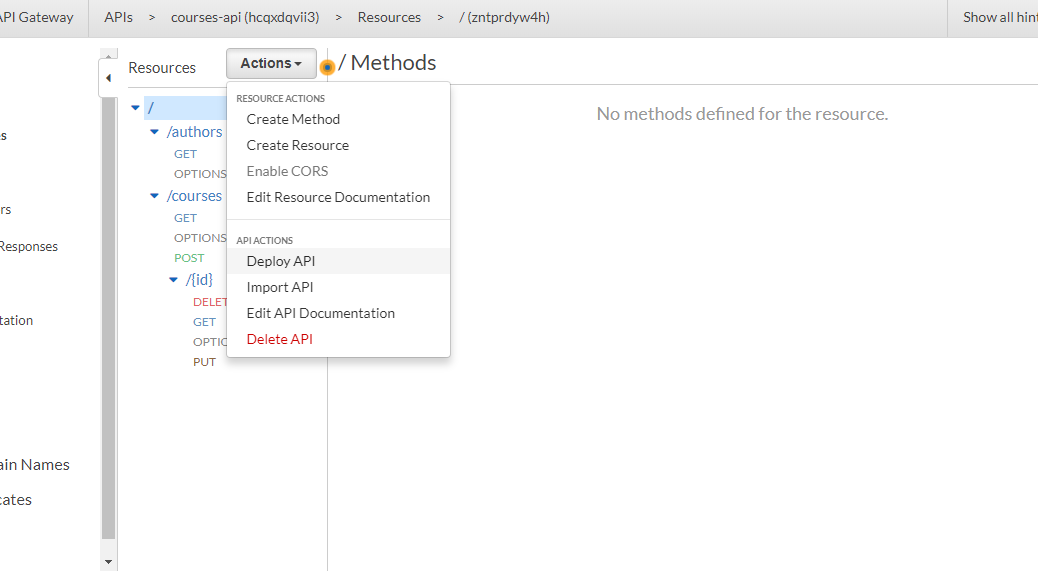 API Gateway
APIs > courses-api (hcqxdqvii3) > Resources > / (zntprdyw4h)
Show all hin
Resources
Actions
/ Methods
RESOURCE ACTIONS
Create Method
Create Resource
Enable CORS
Edit Resource Documentation
API ACTIONS
Deploy API
Import API
Edit API Documentation
Delete API
No methods defined for the resource.
/
/authors
GET
OPTIONS
/courses
GET
OPTIONS
POST
/{id}
DELET
GET
OPTIO
PUT
rs
Responses
tation
ain Names
cates